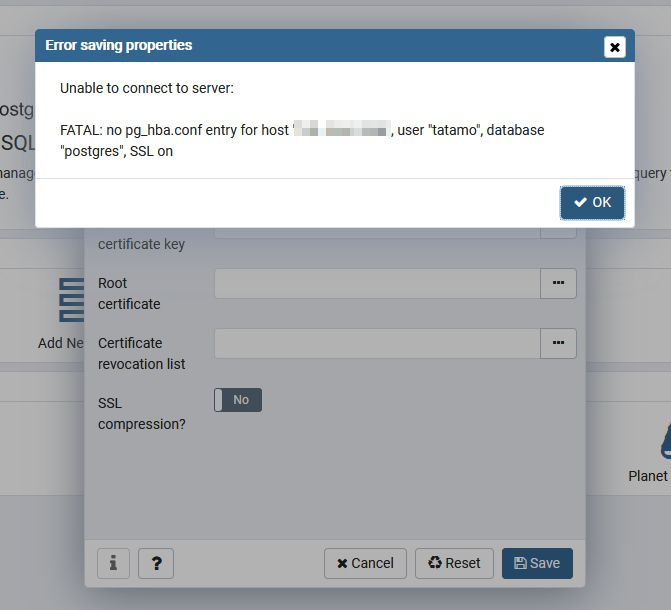 Error saving properties
Unable to connect to server:
FATAL: no pg_hba.conf entry for host ", user "tatamo", database
"postgres", SSL on
OK
certificate key
Root
certificate
Certificate
revocation list
SSL
compression?
No
Add Ne
Planet
Cancel
Reset
Save
ostg
SQL
manag
query
e.